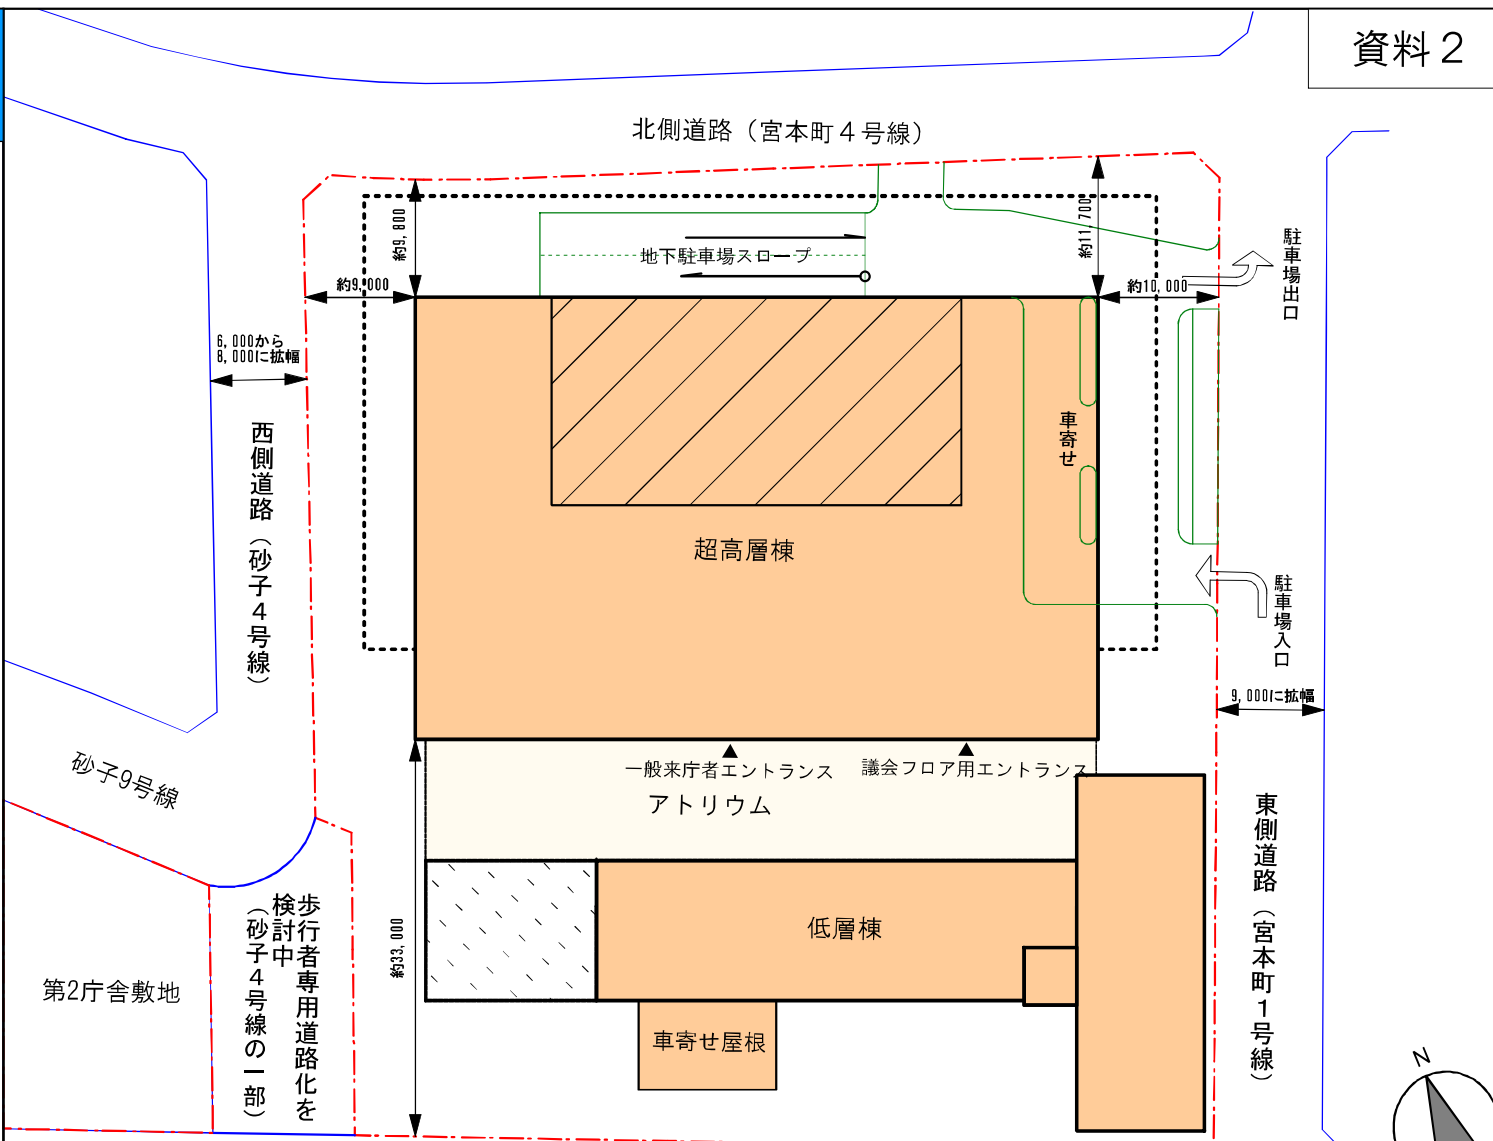 資料２
北側道路（宮本町４号線）
約9,800
約11,700
地下駐車場スロープ
約9,000
約10,000
駐車場出口
6,000から
8,000に拡幅
車寄せ
西側道路（砂子４号線）
超高層棟
駐車場入口
9,000に拡幅
砂子9号線
一般来庁者エントランス
議会フロア用エントランス
アトリウム
東側道路（宮本町１号線）
歩行者専用道路化を
検討中
（砂子４号線の一部）
約33,000
低層棟
第2庁舎敷地
車寄せ屋根
N